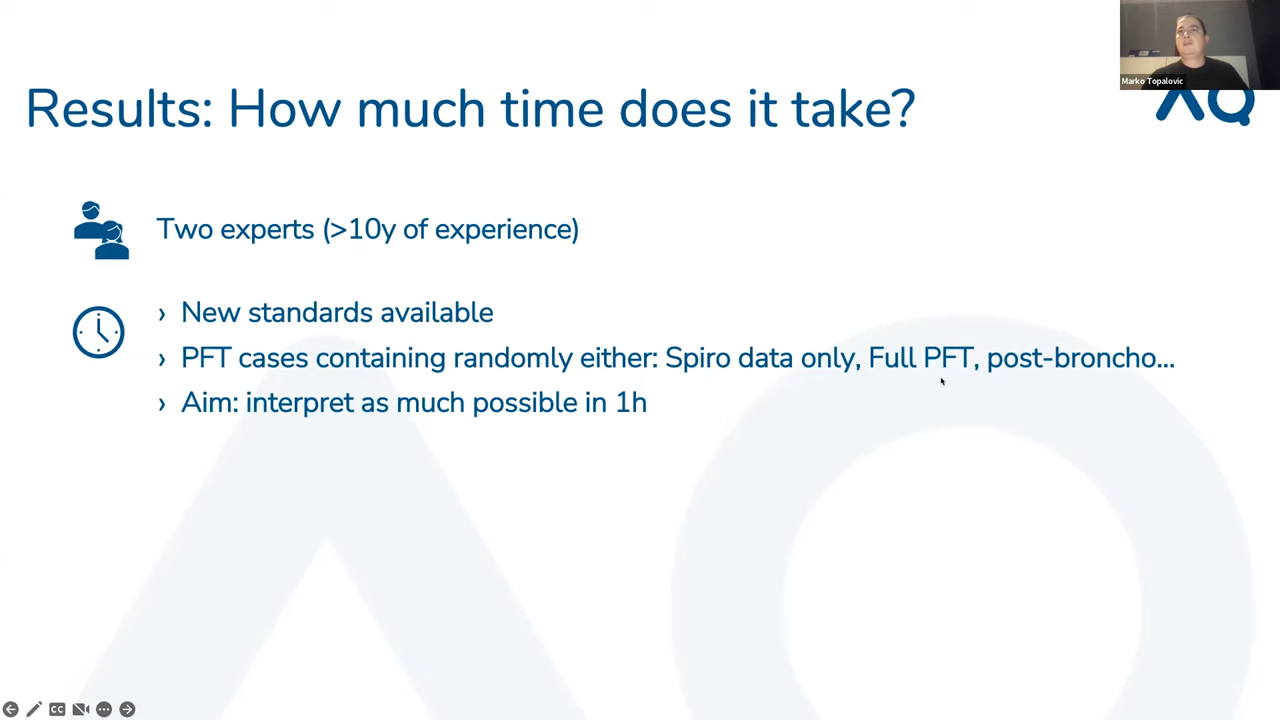 Marko Topalovic
Results: How much time does it take?
Two experts (>10y of experience)
› New standards available
› PFT cases containing randomly either: Spiro data only, Full PFT, post-broncho...
› Aim: interpret as much possible in 1h
CC